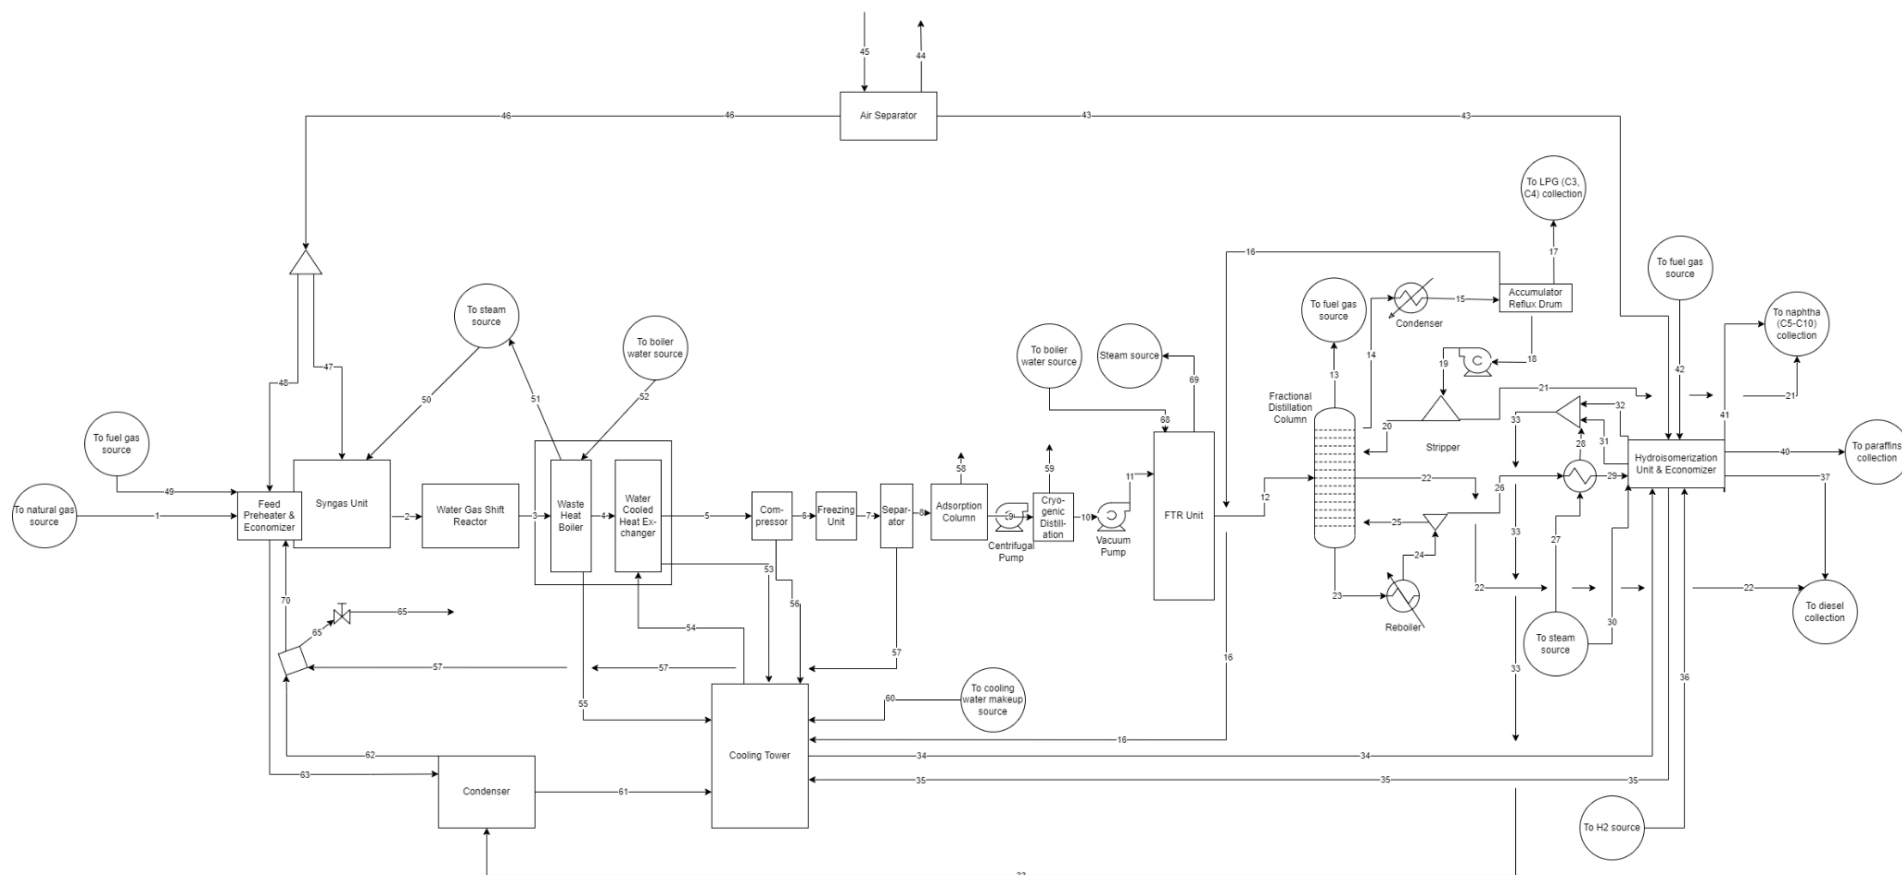 45
44
46
46
Air Separator
43
43
To LPG (C3,
C4) collection
16
17
To fuel gas
source
To fuel gas
source
Condenser
15
Accumulator
Reflux Drum
To naphtha
(C5-C10)
collection
To steam
source
To boiler
water source
To boiler
water source
Steam source
14
19
18
42
48
47
50
51
52
69
13
21
21
41
Fractional
Distillation
Column
68
20
Stripper
33
32
31
28
To fuel gas
source
49
To natural gas
source
1
Feed
Preheater &
Economizer
Syngas Unit
2
Water Gas Shift
Reactor
3
Waste
Heat
Boiler
4
Water
Cooled
Heat Ex-
changer
5
Com-
pressor
6
Freezing
Unit
7
Separ-
ator
8
58
Adsorption
Column
9
Centrifugal
Pump
59
Cryo-
genic
Distill-
ation
10
Vacuum
Pump
11
FTR Unit
12
22
26
29
Hydroisomerization
Unit & Economizer
40
To paraffins
collection
37
25
24
23
Reboiler
33
27
22
22
30
To steam
source
To diesel
collection
70
65
65
53
56
54
57
57
57
55
60
To cooling
water makeup
source
16
16
33
36
62
63
Condenser
61
Cooling Tower
34
34
35
35
35
To H2 source